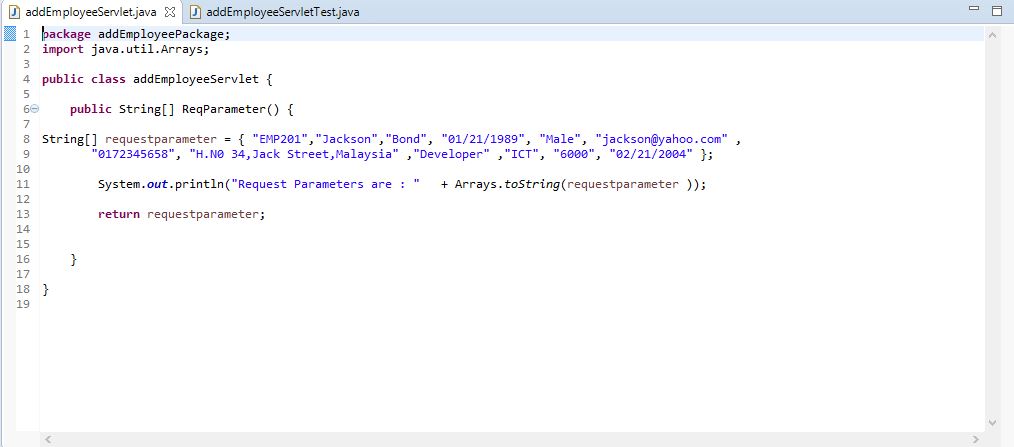 addEmployeeServlet.java addEmployeeServletTest.java
1 package addEmployeePackage;
2 import java.util.Arrays;
3
4 public class addEmployeeServlet {
5
6 public String[] ReqParameter() {
7
8 String[] requestparameter = { "EMP201","Jackson","Bond", "01/21/1989", "Male", "jackson@yahoo.com" ,
9 "0172345658", "H.N0 34,Jack Street,Malaysia" ,"Developer" ,"ICT", "6000", "02/21/2004" };
10
11 System.out.println("Request Parameters are : " + Arrays.toString(requestparameter ));
12
13 return requestparameter;
14
15
16 }
17
18 }
19